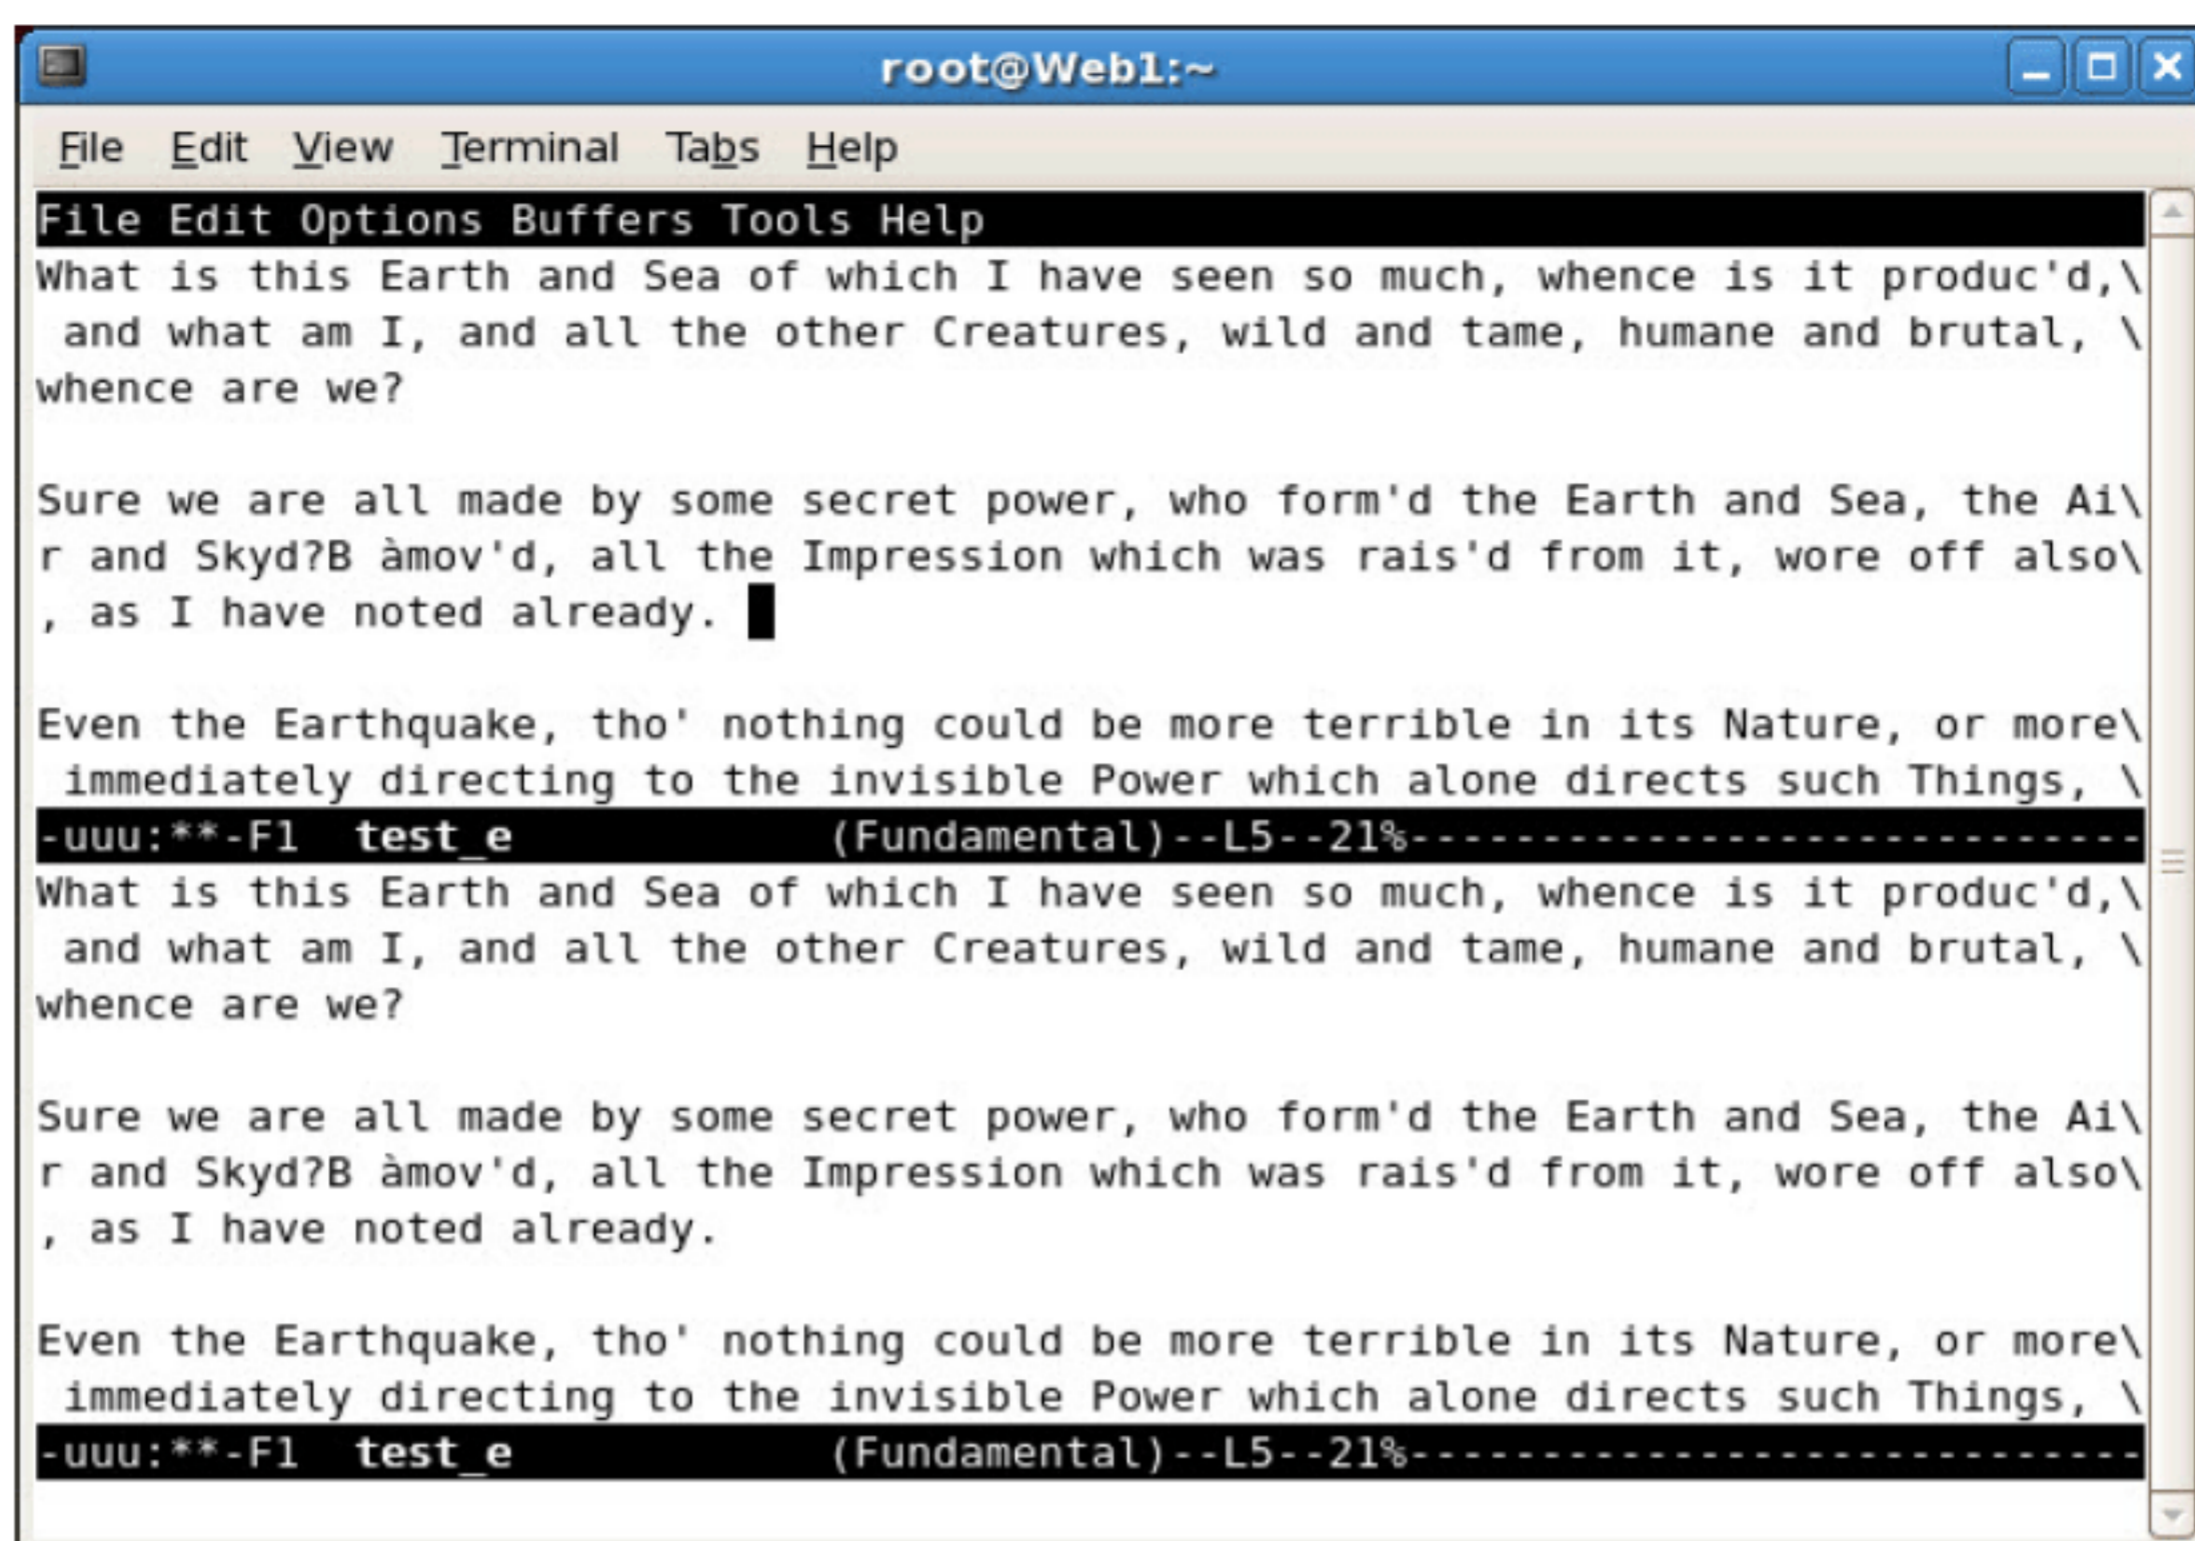 root@Web1:~
File Edit View Terminal Tabs Help
File Edit Options Buffers Tools Help
What is this Earth and Sea of which I have seen so much, whence is it produc'd,\
 and what am I, and all the other Creatures, wild and tame, humane and brutal, \
whence are we?
Sure we are all made by some secret power, who form'd the Earth and Sea, the Ai\
r and Skyd?B àmov'd, all the Impression which was rais'd from it, wore off also\
, as I have noted already.
Even the Earthquake, tho' nothing could be more terrible in its Nature, or more\
 immediately directing to the invisible Power which alone directs such Things, \
-uuu:**-F1  test_e            (Fundamental)--L5--21%----------------------------
What is this Earth and Sea of which I have seen so much, whence is it produc'd,\
 and what am I, and all the other Creatures, wild and tame, humane and brutal, \
whence are we?
Sure we are all made by some secret power, who form'd the Earth and Sea, the Ai\
r and Skyd?B àmov'd, all the Impression which was rais'd from it, wore off also\
, as I have noted already.
Even the Earthquake, tho' nothing could be more terrible in its Nature, or more\
 immediately directing to the invisible Power which alone directs such Things, \
-uuu:**-F1  test_e            (Fundamental)--L5--21%----------------------------